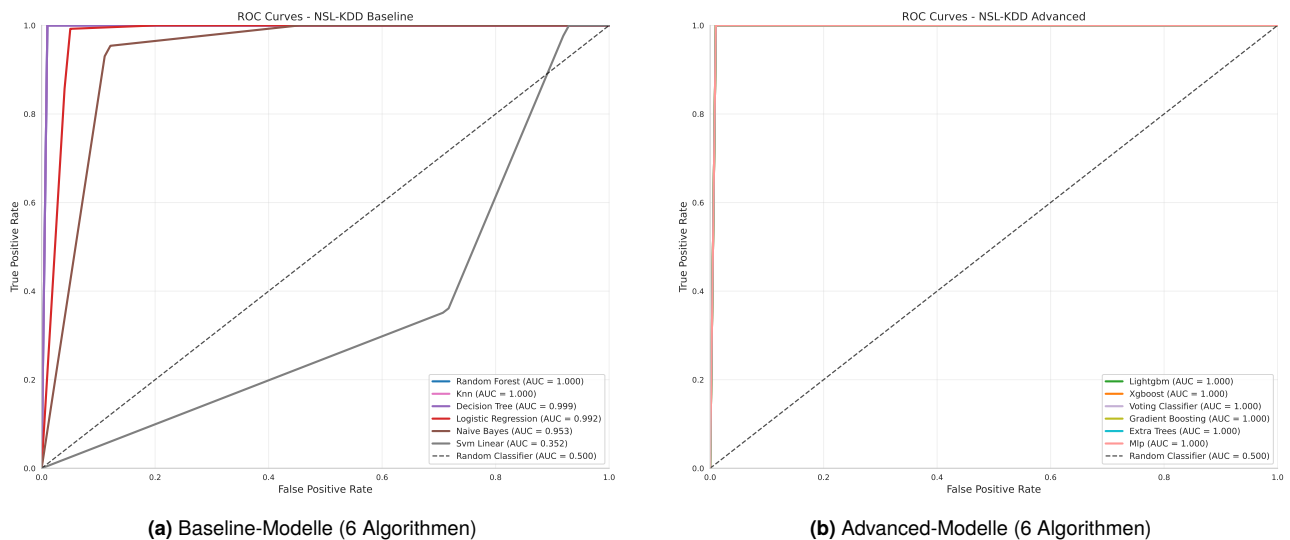 ROC Curves - NSL-KDD Baseline
1.0
0.8
0.6
0.4
0.2
0.0
True Positive Rate
0.0 0.2 0.4 0.6 0.8 1.0
False Positive Rate
Random Forest (AUC = 1.000)
Knn (AUC = 1.000)
Decision Tree (AUC = 0.999)
Logistic Regression (AUC = 0.992)
Naive Bayes (AUC = 0.953)
Svm Linear (AUC = 0.352)
Random Classifier (AUC = 0.500)
(a) Baseline-Modelle (6 Algorithmen)
ROC Curves - NSL-KDD Advanced
1.0
0.8
0.6
0.4
0.2
0.0
True Positive Rate
0.0 0.2 0.4 0.6 0.8 1.0
False Positive Rate
Lightgbm (AUC = 1.000)
Xgboost (AUC = 1.000)
Voting Classifier (AUC = 1.000)
Gradient Boosting (AUC = 1.000)
Extra Trees (AUC = 1.000)
Mlp (AUC = 1.000)
Random Classifier (AUC = 0.500)
(b) Advanced-Modelle (6 Algorithmen)